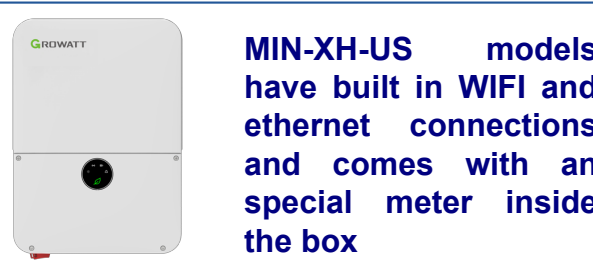 GROWATT
MIN-XH-US models
have built in WIFI and
ethernet connections
and comes with an
special meter inside
the box